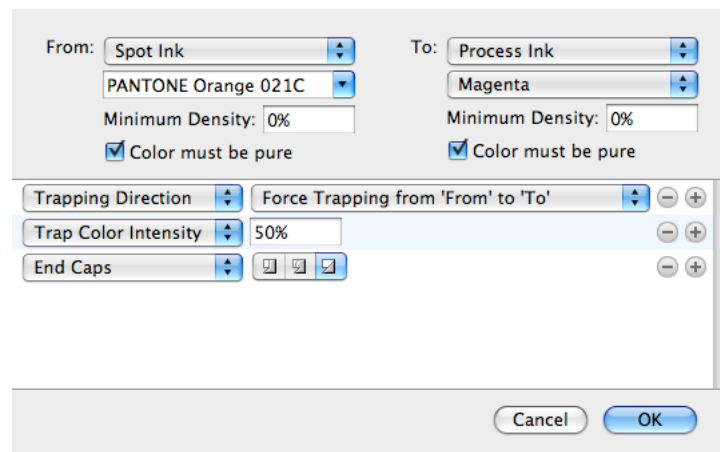 From: Spot Ink To: Process Ink
PANTONE Orange 021C Magenta
Minimum Density: 0% Minimum Density: 0%
Color must be pure Color must be pure
Trapping Direction Force Trapping from 'From' to 'To'
Trap Color Intensity 50%
End Caps
Cancel OK